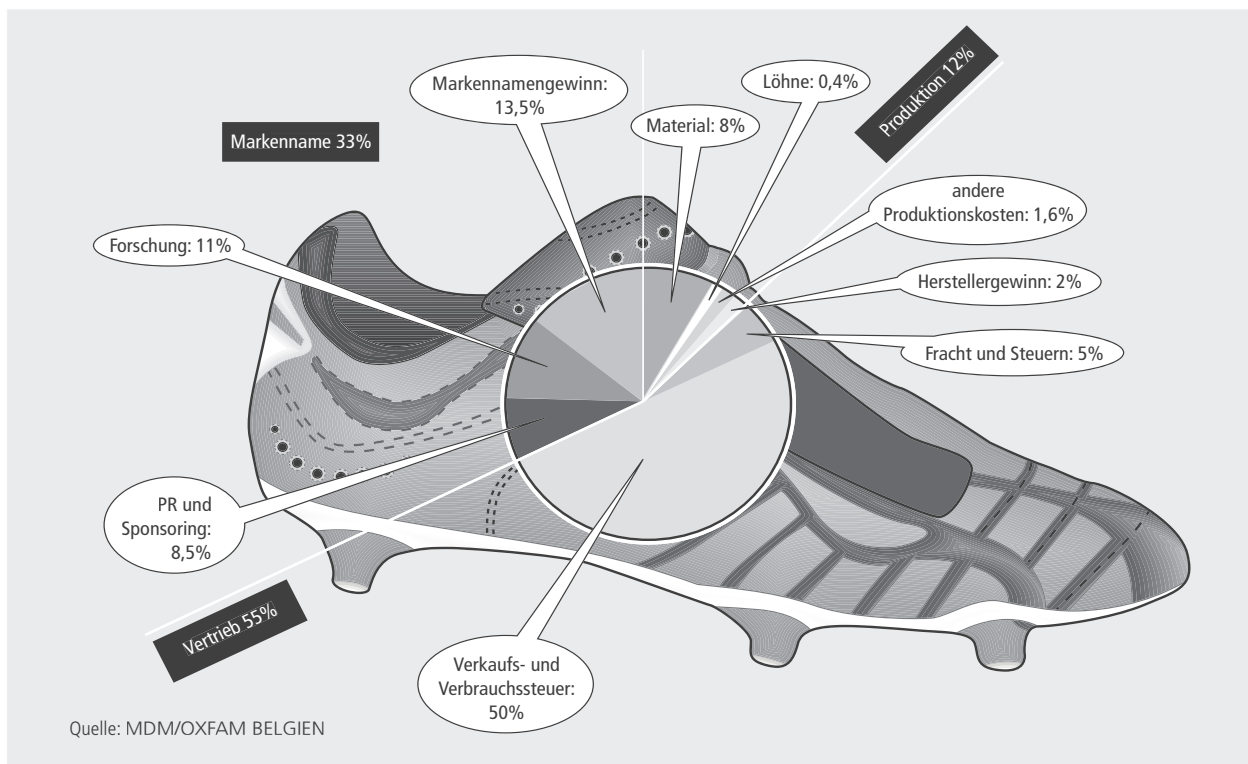 Markennamengewinn:
13,5%
Löhne: 0,4%
Produktion 12%
Material: 8%
Markenname 33%
andere
Produktionskosten: 1,6%
Forschung: 11%
Herstellergewinn: 2%
Fracht und Steuern: 5%
PR und
Sponsoring:
8,5%
Vertrieb 55%
Verkaufs- und
Verbrauchssteuer:
50%
Quelle: MDM/OXFAM BELGIEN